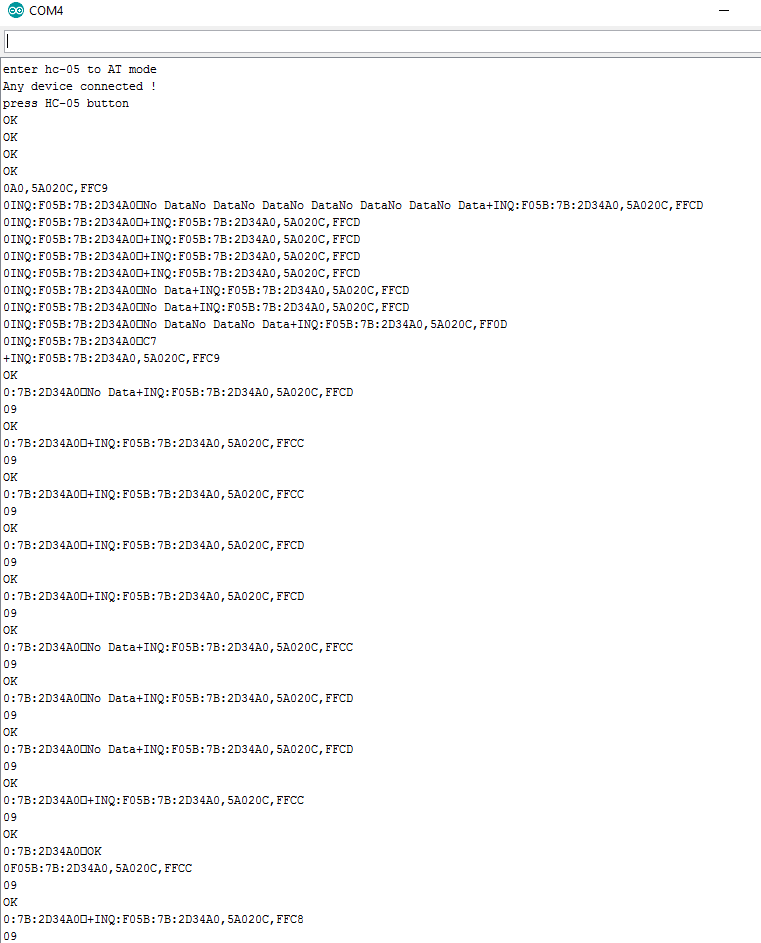 COM4
enter hc-05 to AT mode
Any device connected !
press HC-05 button
OK
OK
OK
OK
0A0,5A020C,FFC9
0INQ:F05B:7B:2D34A0□No DataNo DataNo DataNo DataNo DataNo DataNo Data+INQ:F05B:7B:2D34A0,5A020C,FFCD
0INQ:F05B:7B:2D34A0□+INQ:F05B:7B:2D34A0,5A020C,FFCD
0INQ:F05B:7B:2D34A0□+INQ:F05B:7B:2D34A0,5A020C,FFCD
0INQ:F05B:7B:2D34A0□+INQ:F05B:7B:2D34A0,5A020C,FFCD
0INQ:F05B:7B:2D34A0□+INQ:F05B:7B:2D34A0,5A020C,FFCD
0INQ:F05B:7B:2D34A0□No Data+INQ:F05B:7B:2D34A0,5A020C,FFCD
0INQ:F05B:7B:2D34A0□No Data+INQ:F05B:7B:2D34A0,5A020C,FFCD
0INQ:F05B:7B:2D34A0□No DataNo DataNo Data+INQ:F05B:7B:2D34A0,5A020C,FF0D
0INQ:F05B:7B:2D34A0□C7
+INQ:F05B:7B:2D34A0,5A020C,FFC9
OK
0:7B:2D34A0□No Data+INQ:F05B:7B:2D34A0,5A020C,FFCD
09
OK
0:7B:2D34A0□+INQ:F05B:7B:2D34A0,5A020C,FFCC
09
OK
0:7B:2D34A0□+INQ:F05B:7B:2D34A0,5A020C,FFCC
09
OK
0:7B:2D34A0□+INQ:F05B:7B:2D34A0,5A020C,FFCD
09
OK
0:7B:2D34A0□+INQ:F05B:7B:2D34A0,5A020C,FFCD
09
OK
0:7B:2D34A0□No Data+INQ:F05B:7B:2D34A0,5A020C,FFCC
09
OK
0:7B:2D34A0□No Data+INQ:F05B:7B:2D34A0,5A020C,FFCD
09
OK
0:7B:2D34A0□No Data+INQ:F05B:7B:2D34A0,5A020C,FFCD
09
OK
0:7B:2D34A0□+INQ:F05B:7B:2D34A0,5A020C,FFCC
09
OK
0:7B:2D34A0□OK
0F05B:7B:2D34A0,5A020C,FFCC
09
OK
0:7B:2D34A0□+INQ:F05B:7B:2D34A0,5A020C,FFC8
09